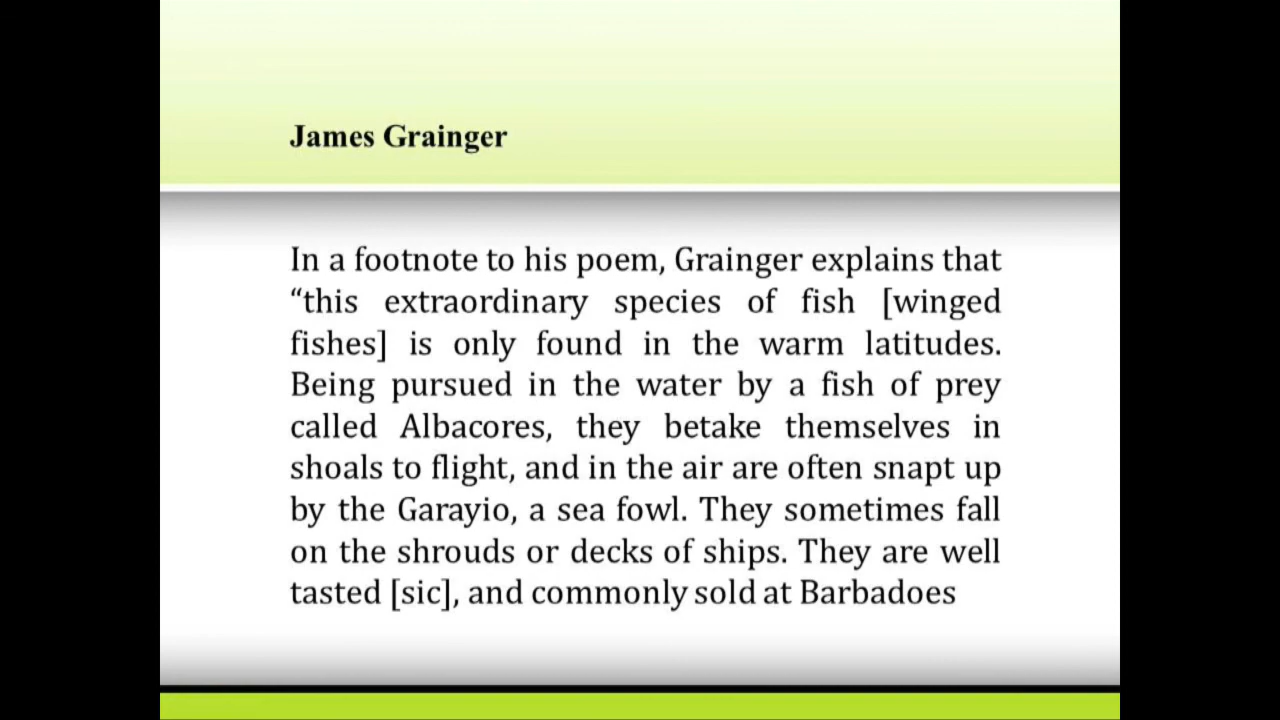 James Grainger
In a footnote to his poem, Grainger explains that
“this extraordinary species of fish [winged
fishes] is only found in the warm latitudes.
Being pursued in the water by a fish of prey
called Albacores, they betake themselves in
shoals to flight, and in the air are often snapt up
by the Garayio, a sea fowl. They sometimes fall
on the shrouds or decks of ships. They are well
tasted [sic], and commonly sold at Barbadoes